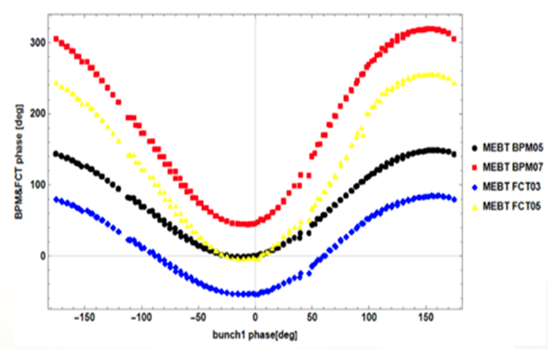 BPM&FCT phase [deg]
300
200
100
0
−150
−100
−50
0
50
100
150
bunch1 phase[deg]
MEBT BPM05
MEBT BPM07
MEBT FCT03
MEBT FCT05